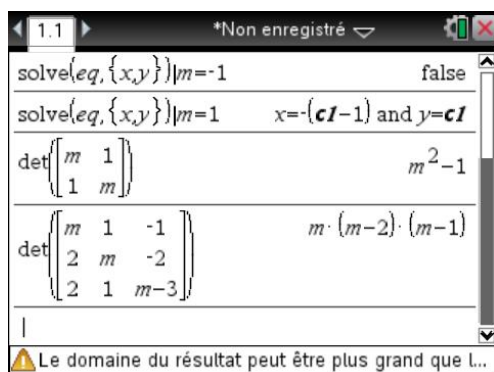 1.1 *Non enregistré
solve(eq,{x,y})|m=-1 false
solve(eq,{x,y})|m=1 x=-(c1-1) and y=c1
det([m 1
1 m]) m²-1
det([m 1 -1
2 m -2
2 1 m-3]) m·(m-2)·(m-1)
Le domaine du résultat peut être plus grand que l...